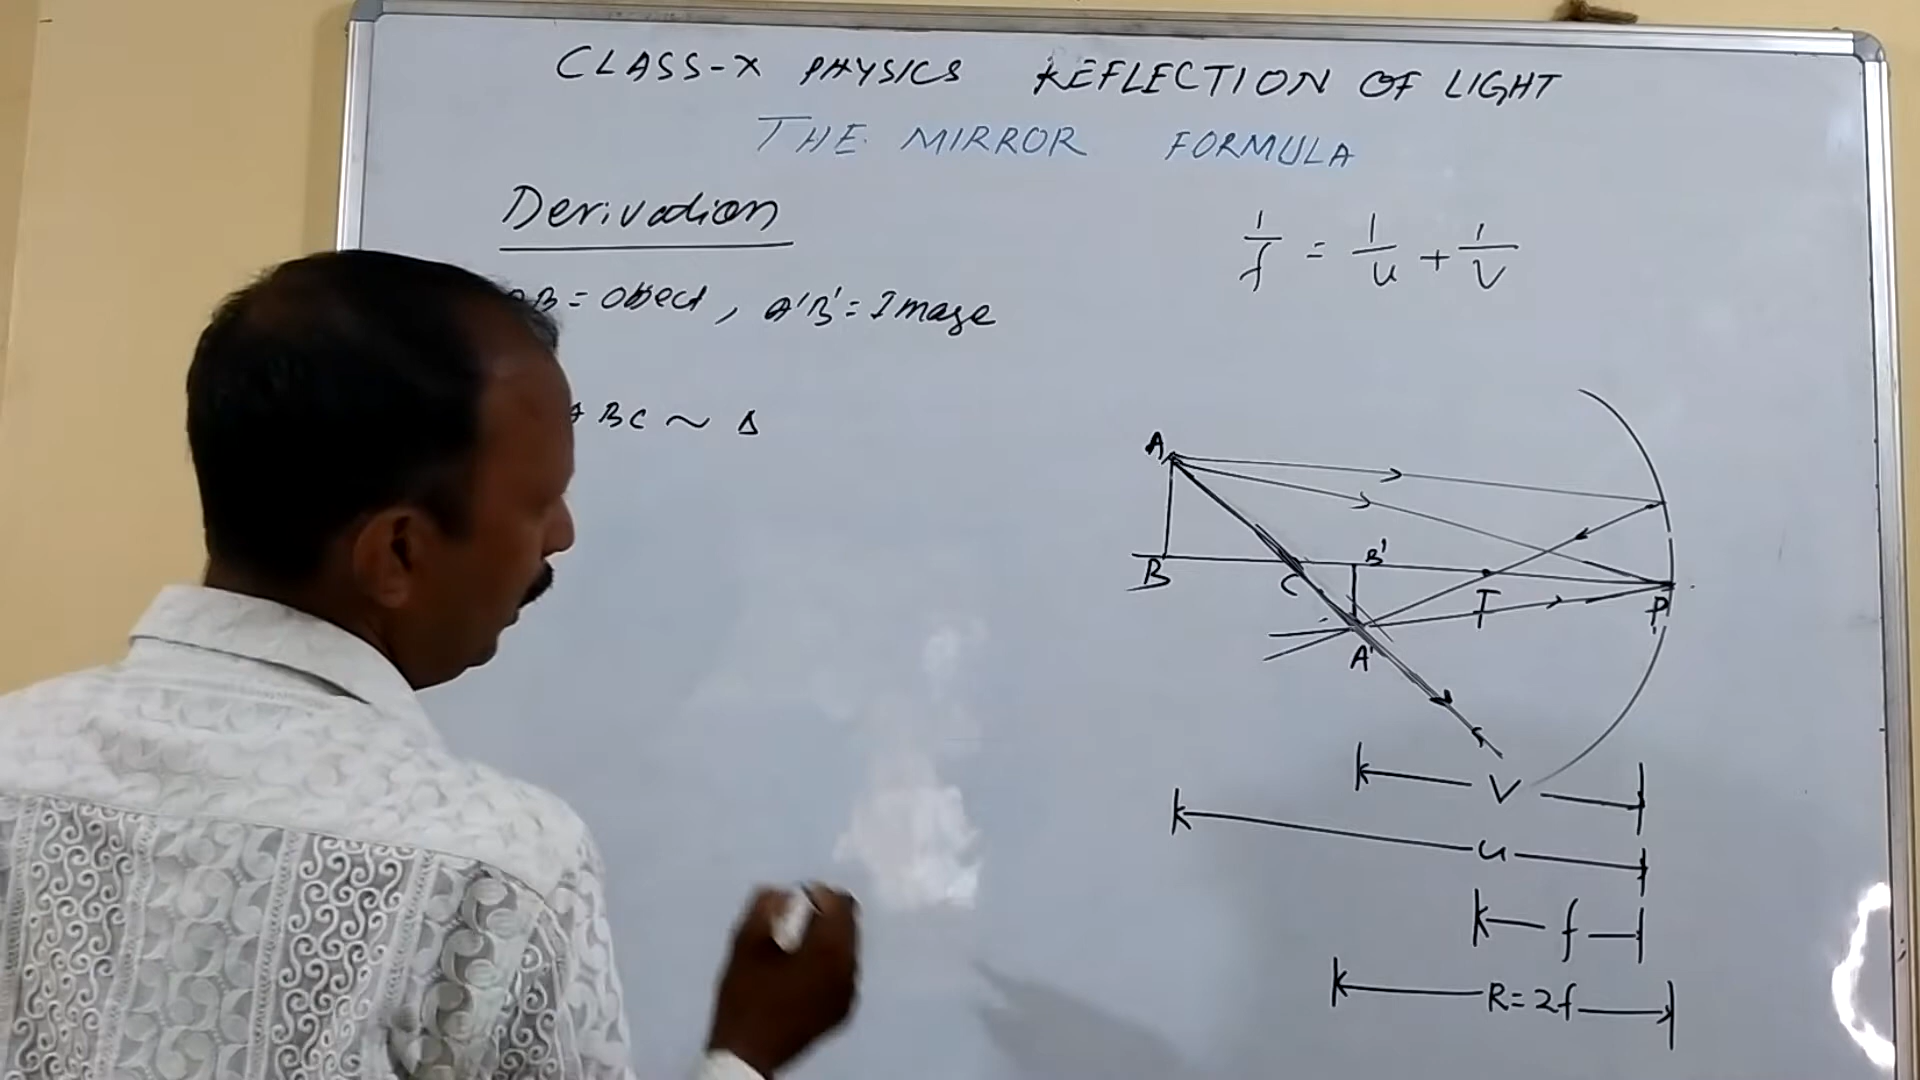 CLASS-X PHYSICS REFLECTION OF LIGHT
THE MIRROR FORMULA
Derivation
1/f = 1/u + 1/v
B = Object, A'B' = Image
A BC ~ Δ
A
B
C
B'
A'
F
P
V
u
f
R=2f